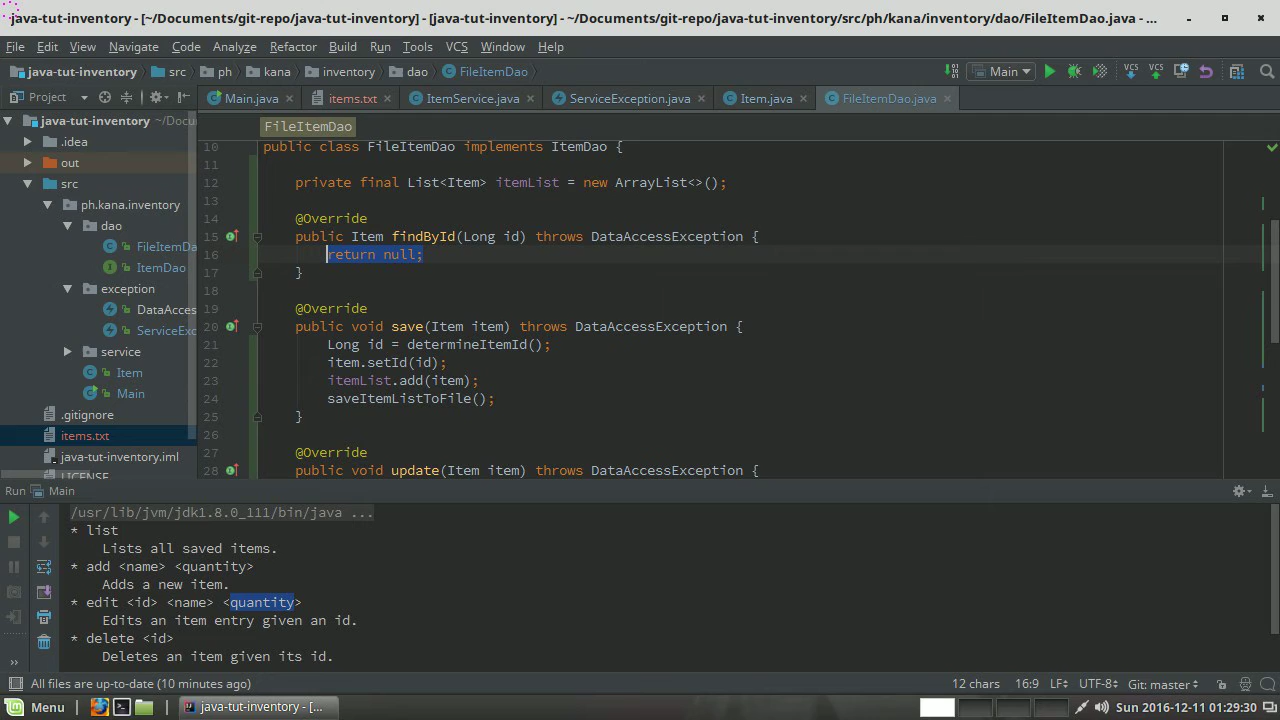 java-tut-inventory - [~/Documents/git-repo/java-tut-inventory] - [java-tut-inventory] - ~/Documents/git-repo/java-tut-inventory/src/ph/kana/inventory/dao/FileItemDao.java - ...
File Edit View Navigate Code Analyze Refactor Build Run Tools VCS Window Help
java-tut-inventory src ph kana inventory dao FileItemDao Main VCS VCS
Project Main.java items.txt ItemService.java ServiceException.java Item.java FileItemDao.java
java-tut-inventory ~/Docu
.idea
out
src
ph.kana.inventory
dao
FileItemDa
ItemDao
exception
DataAcces
ServiceExc
service
Item
Main
.gitignore
items.txt
java-tut-inventory.iml
LICENSE
FileItemDao
10 public class FileItemDao implements ItemDao {
11
12 private final List<Item> itemList = new ArrayList<>();
13
14 @Override
15 public Item findById(Long id) throws DataAccessException {
16 return null;
17 }
18
19 @Override
20 public void save(Item item) throws DataAccessException {
21 Long id = determineItemId();
22 item.setId(id);
23 itemList.add(item);
24 saveItemListToFile();
25 }
26
27 @Override
28 public void update(Item item) throws DataAccessException {
Run Main
/usr/lib/jvm/jdk1.8.0_111/bin/java ...
* list
Lists all saved items.
* add <name> <quantity>
Adds a new item.
* edit <id> <name> <quantity>
Edits an item entry given an id.
* delete <id>
Deletes an item given its id.
All files are up-to-date (10 minutes ago) 12 chars 16:9 LF UTF-8 Git: master
Menu java-tut-inventory - [... Sun 2016-12-11 01:29:30